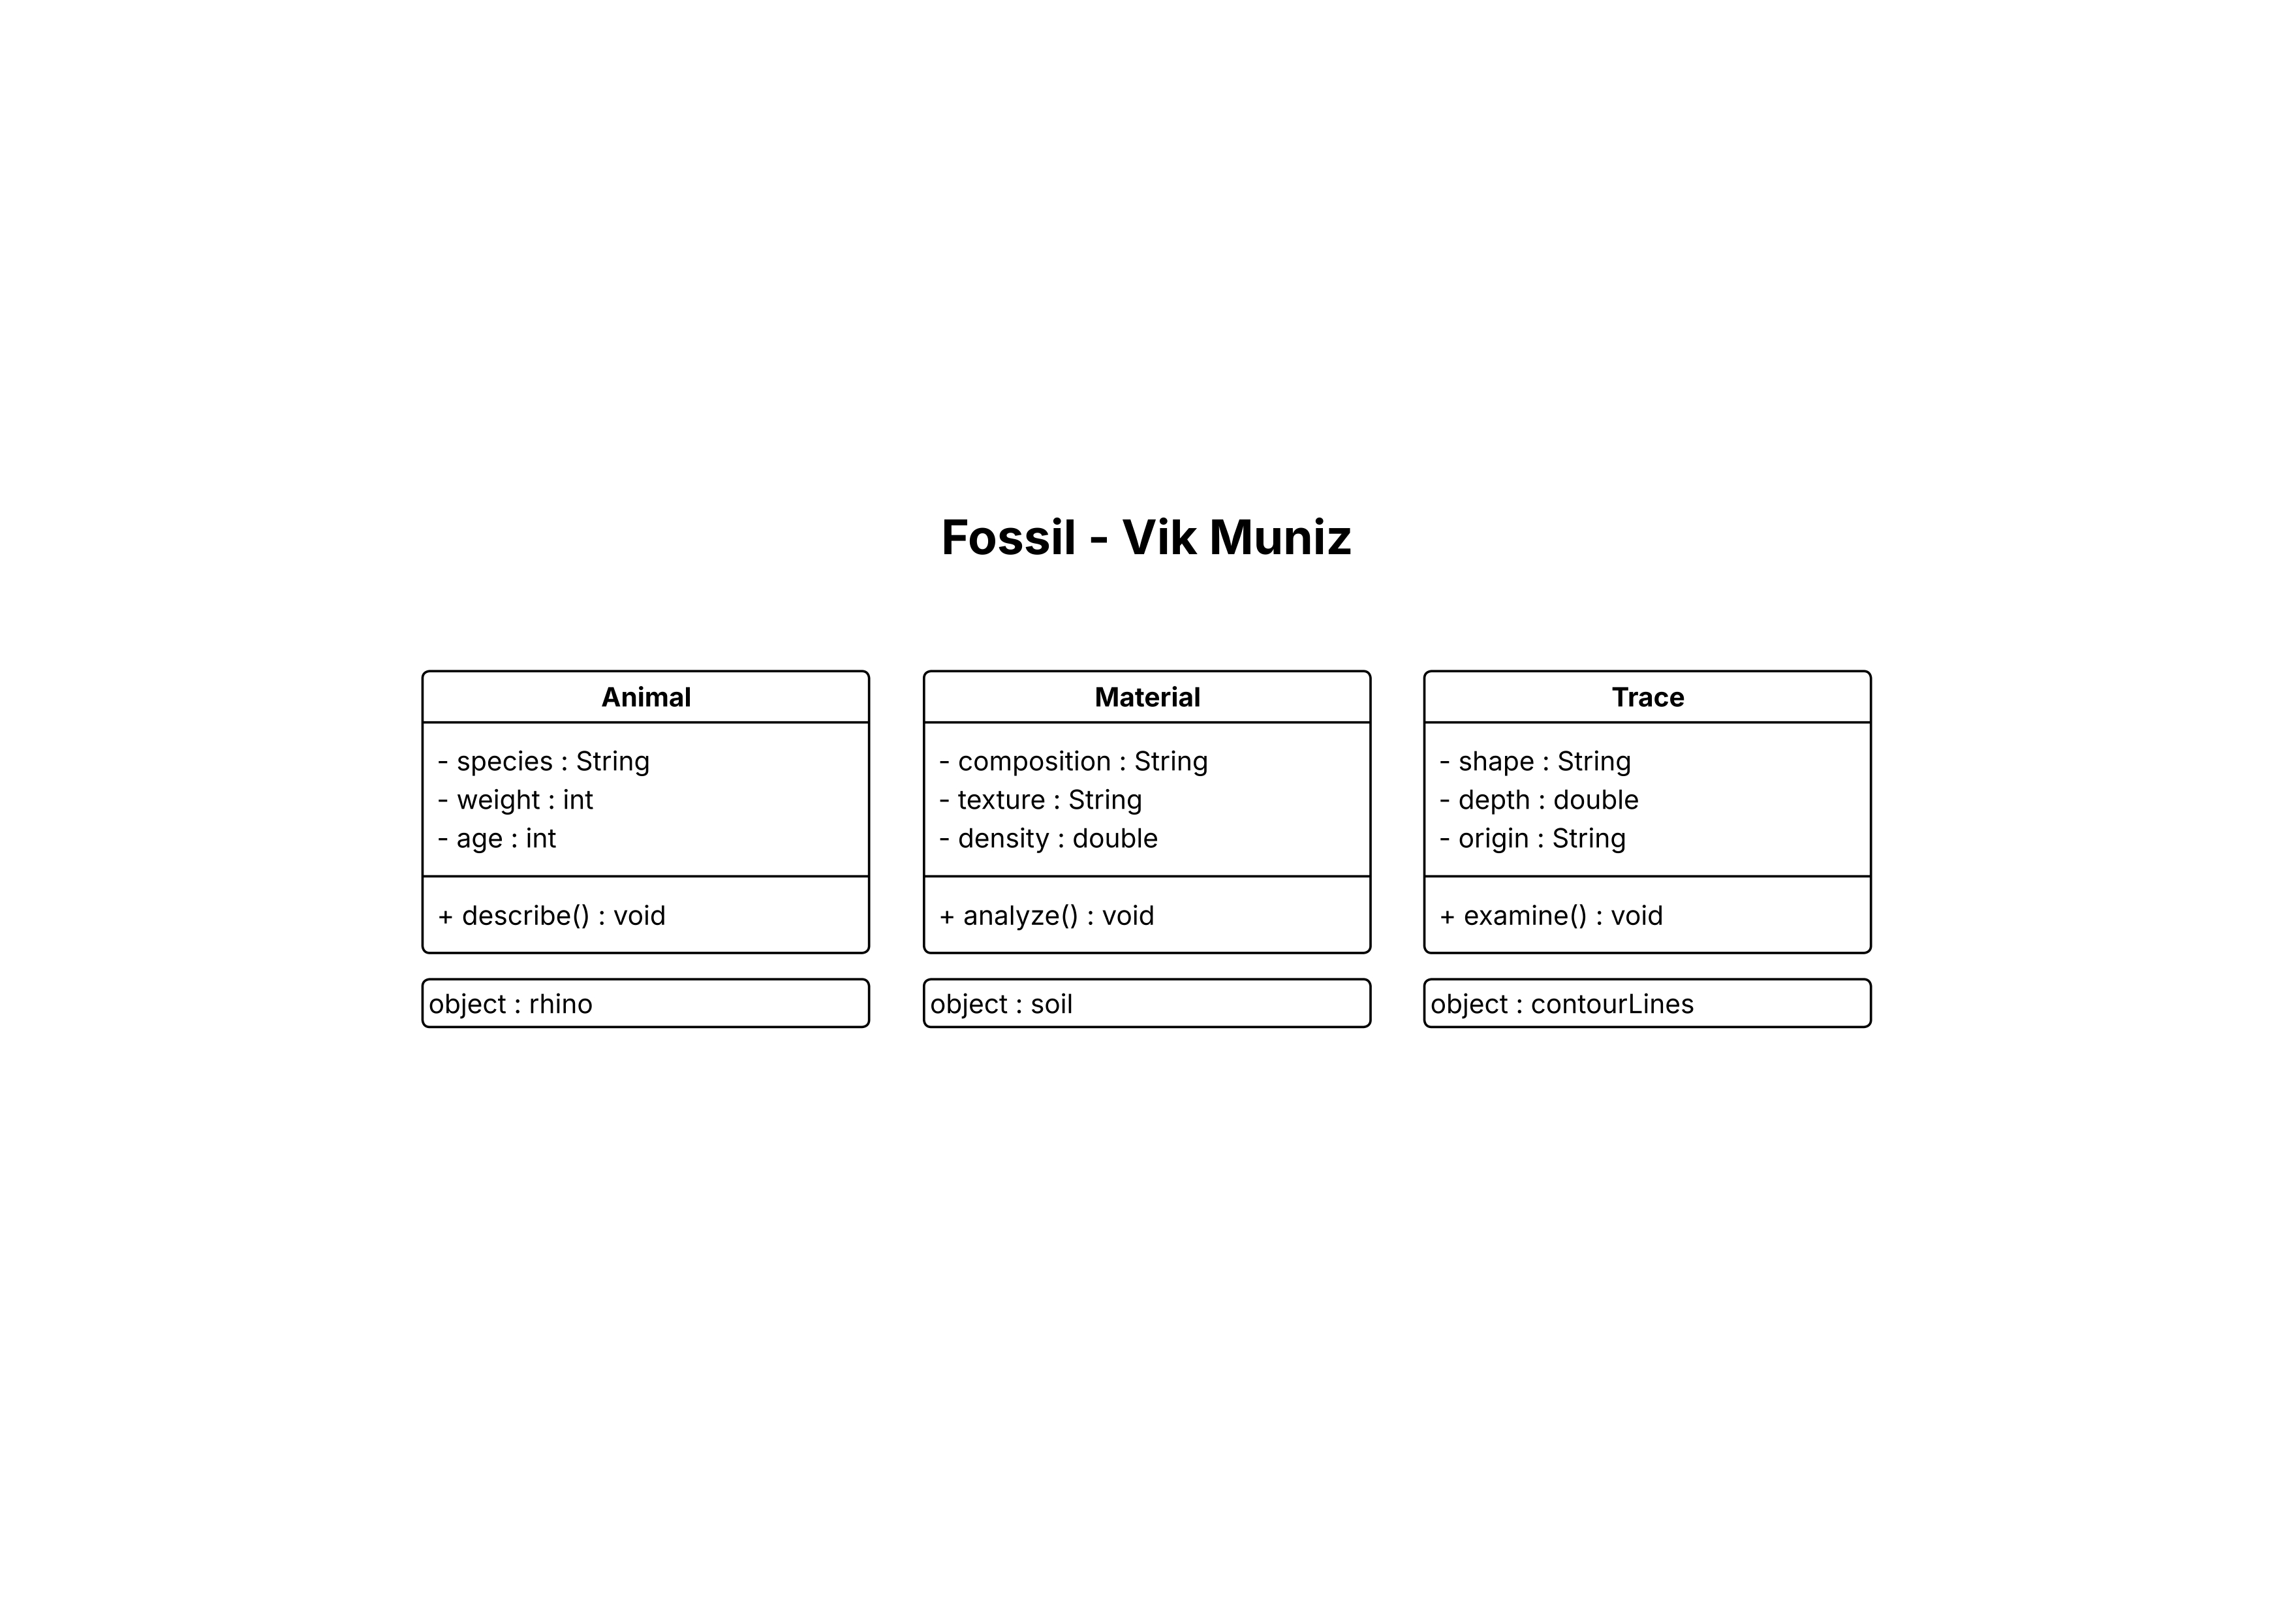 Fossil - Vik Muniz
Animal
- species : String
- weight : int
- age : int
+ describe() : void
object : rhino
Material
- composition : String
- texture : String
- density : double
+ analyze() : void
object : soil
Trace
- shape : String
- depth : double
- origin : String
+ examine() : void
object : contourLines